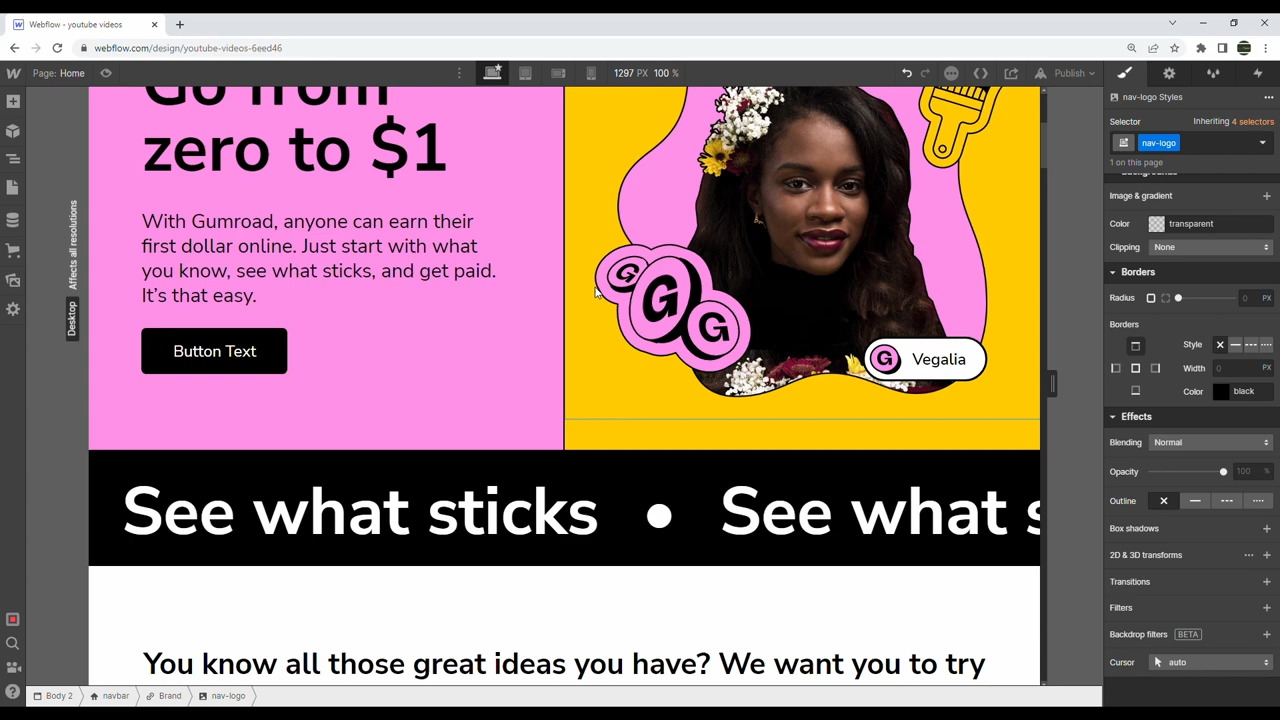 Webflow - youtube videos
webflow.com/design/youtube-videos-6eed46
Page: Home
1297 PX 100 %
Publish
nav-logo Styles
Selector
Inheriting 4 selectors
nav-logo
1 on this page
Backgrounds
Image & gradient
Color
transparent
Clipping
None
Borders
Radius
0
PX
Borders
Style
Width
0
PX
Color
black
Effects
Blending
Normal
Opacity
100
%
Outline
Box shadows
2D & 3D transforms
Transitions
Filters
Backdrop filters
BETA
Cursor
auto
Affects all resolutions
Desktop
Go from
zero to $1
With Gumroad, anyone can earn their
first dollar online. Just start with what
you know, see what sticks, and get paid.
It’s that easy.
Button Text
G
G
G
G
Vegalia
See what sticks • See what s
You know all those great ideas you have? We want you to try
Body 2
navbar
Brand
nav-logo